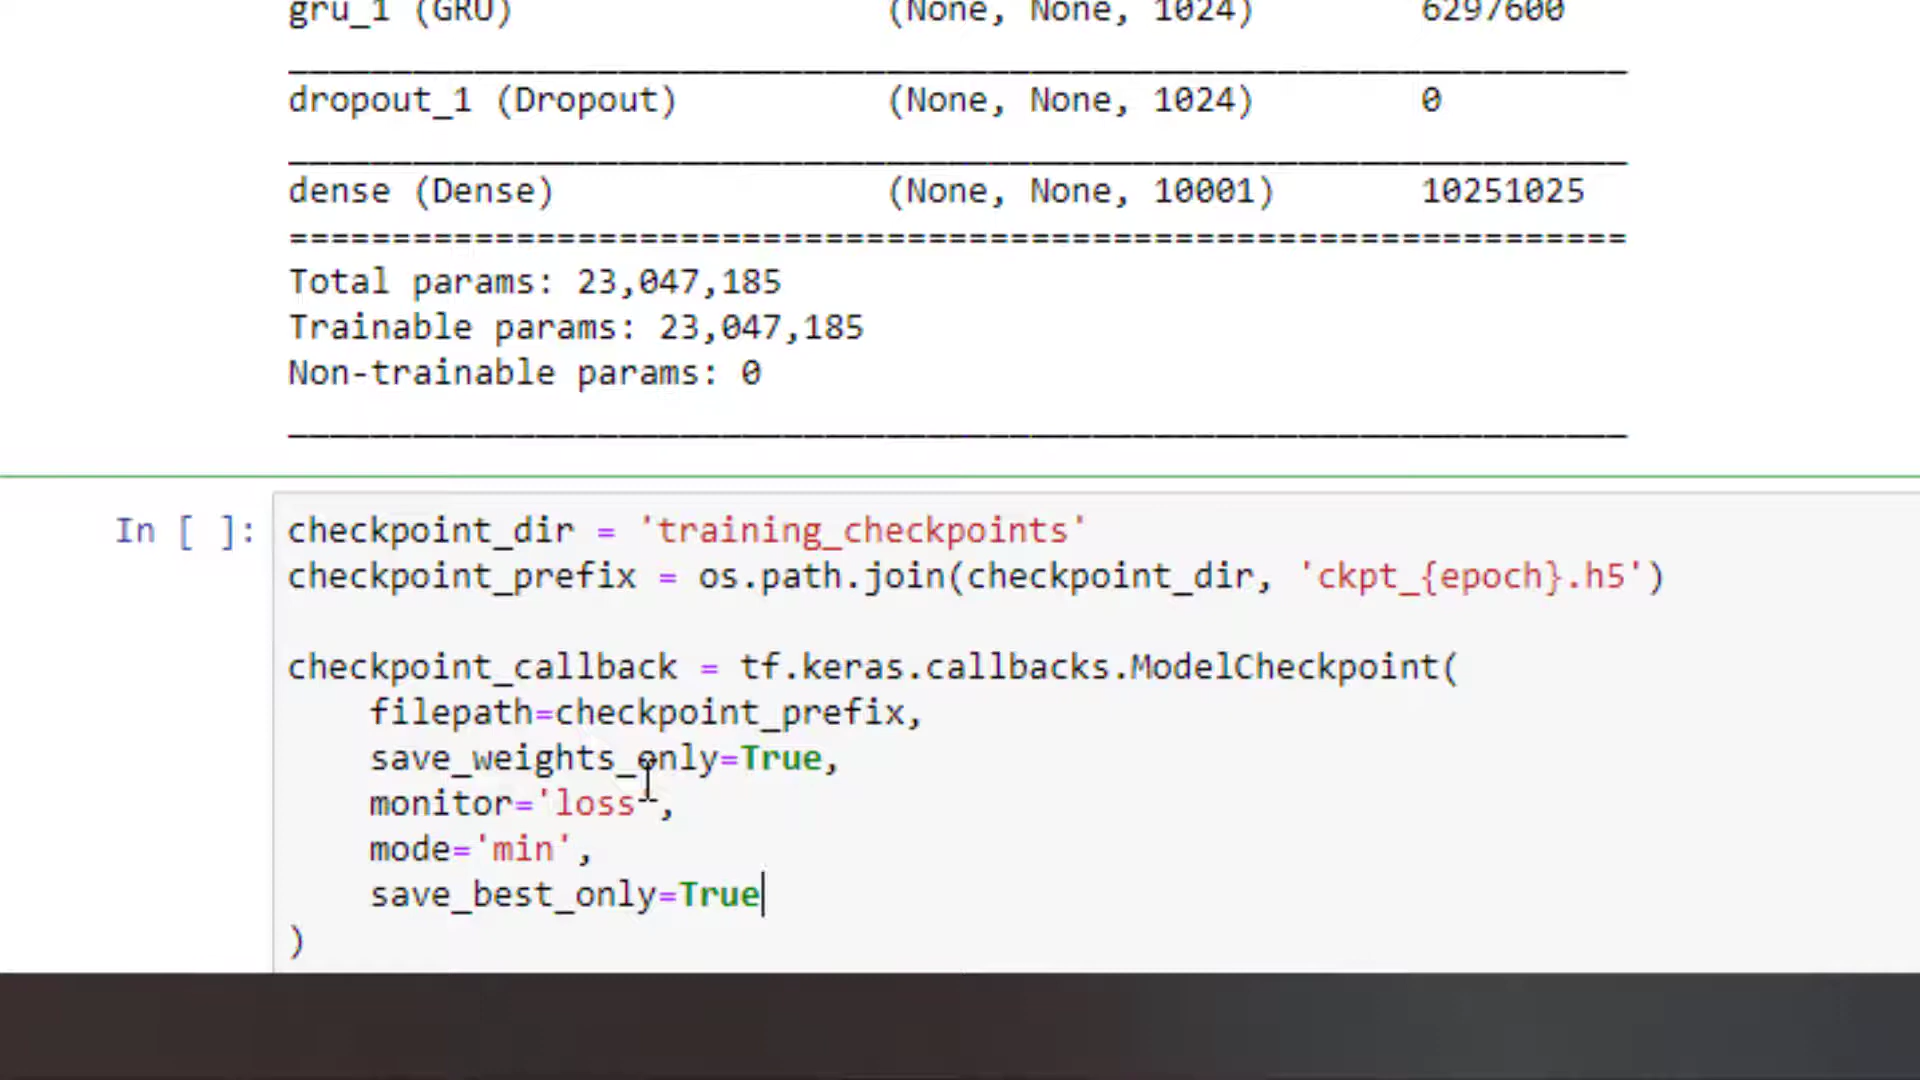 gru_1 (GRU) (None, None, 1024) 6297600
dropout_1 (Dropout) (None, None, 1024) 0
dense (Dense) (None, None, 10001) 10251025
=================================================================
Total params: 23,047,185
Trainable params: 23,047,185
Non-trainable params: 0
In [ ]:
checkpoint_dir = 'training_checkpoints'
checkpoint_prefix = os.path.join(checkpoint_dir, 'ckpt_{epoch}.h5')
checkpoint_callback = tf.keras.callbacks.ModelCheckpoint(
filepath=checkpoint_prefix,
save_weights_only=True,
monitor='loss',
mode='min',
save_best_only=True
)